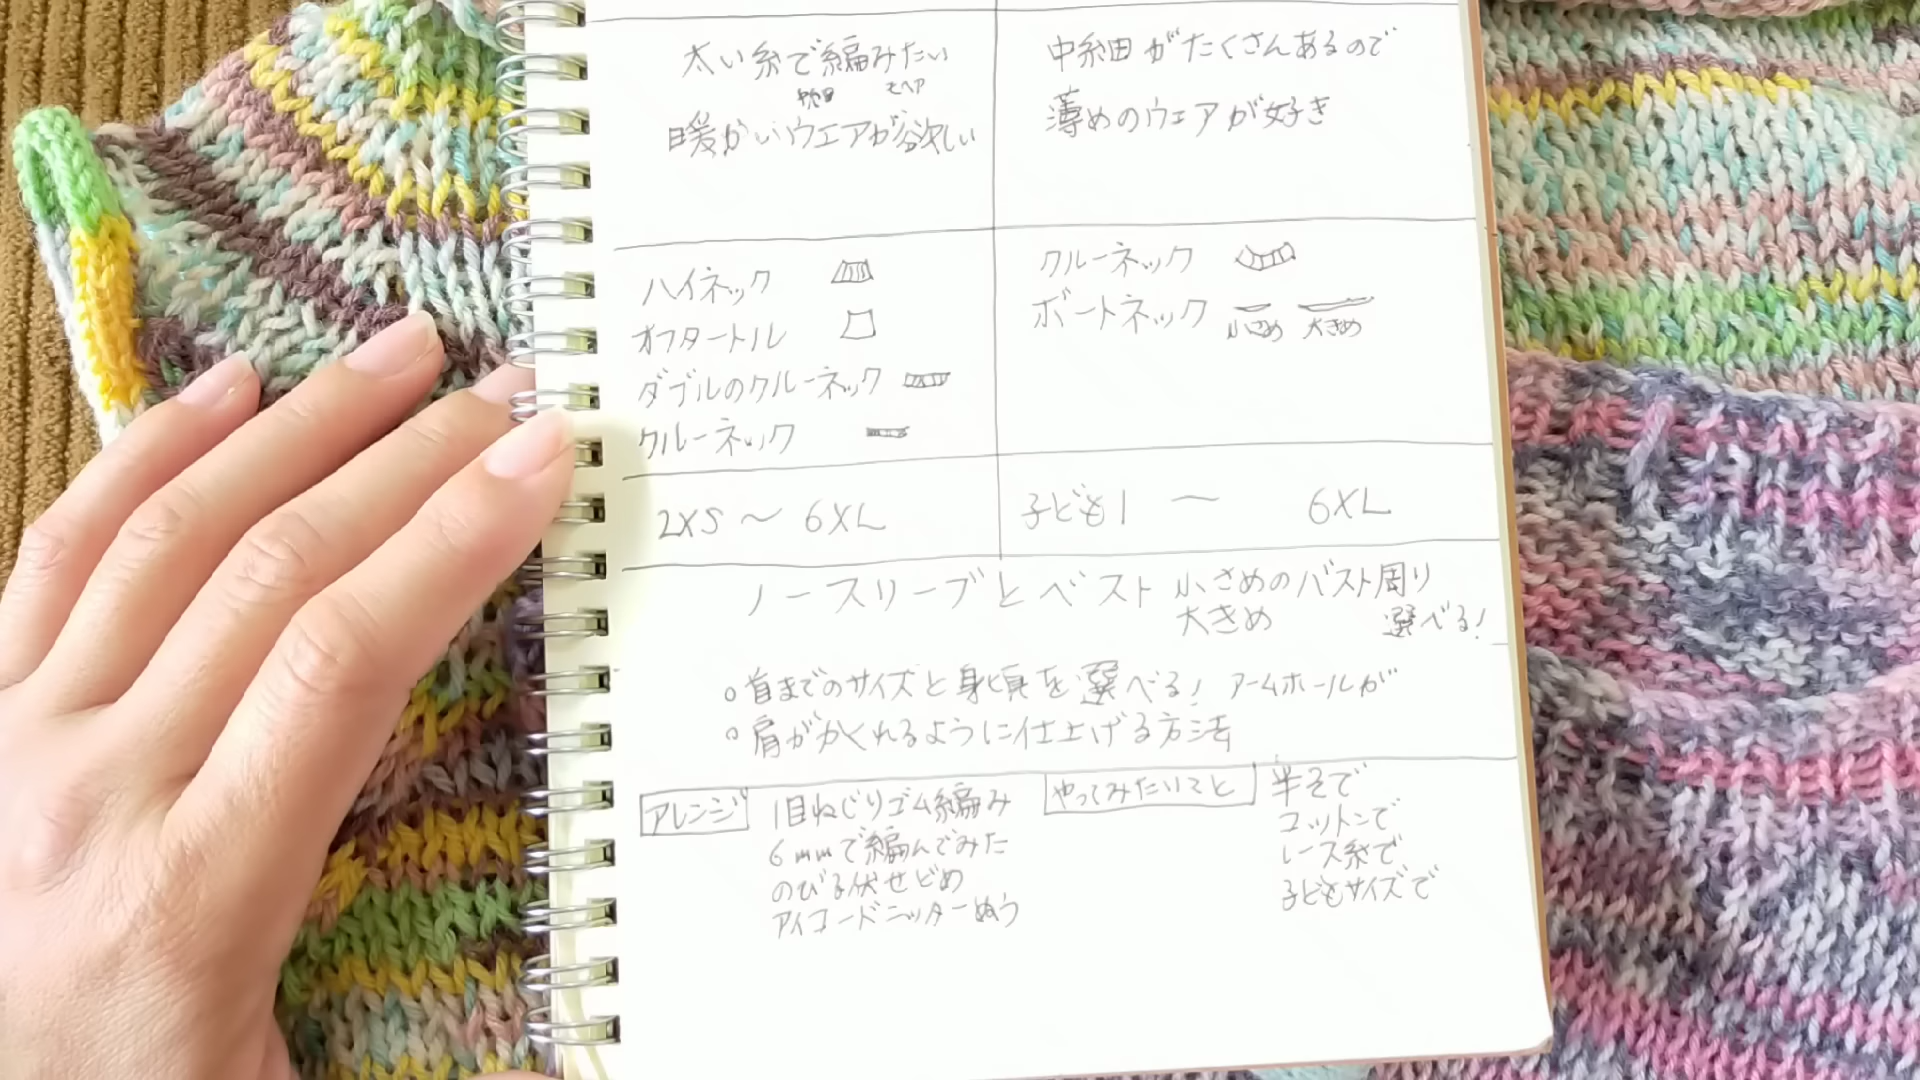 太い糸で編みたい
モヘア
暖かいウエアが欲しい
中細がたくさんあるので
薄めのウェアが好き
ハイネック
オフタートル
ダブルのクルーネック
クルーネック
クルーネック
ボートネック
小さめ 大きめ
2XS 〜 6XL
子ども1 〜 6XL
ノースリーブとベスト 小さめのバスト周り
大きめ 選べる!
○首までのサイズと身頃を選べる! アームホールが
○肩がかくれるように仕上げる方法
アレンジ 1目ねじりゴム編み
6mmで編んでみた
のびる伏せどめ
アイコードニッターぬう
やってみたいこと 半そで
コットンで
レース糸で
子どもサイズで